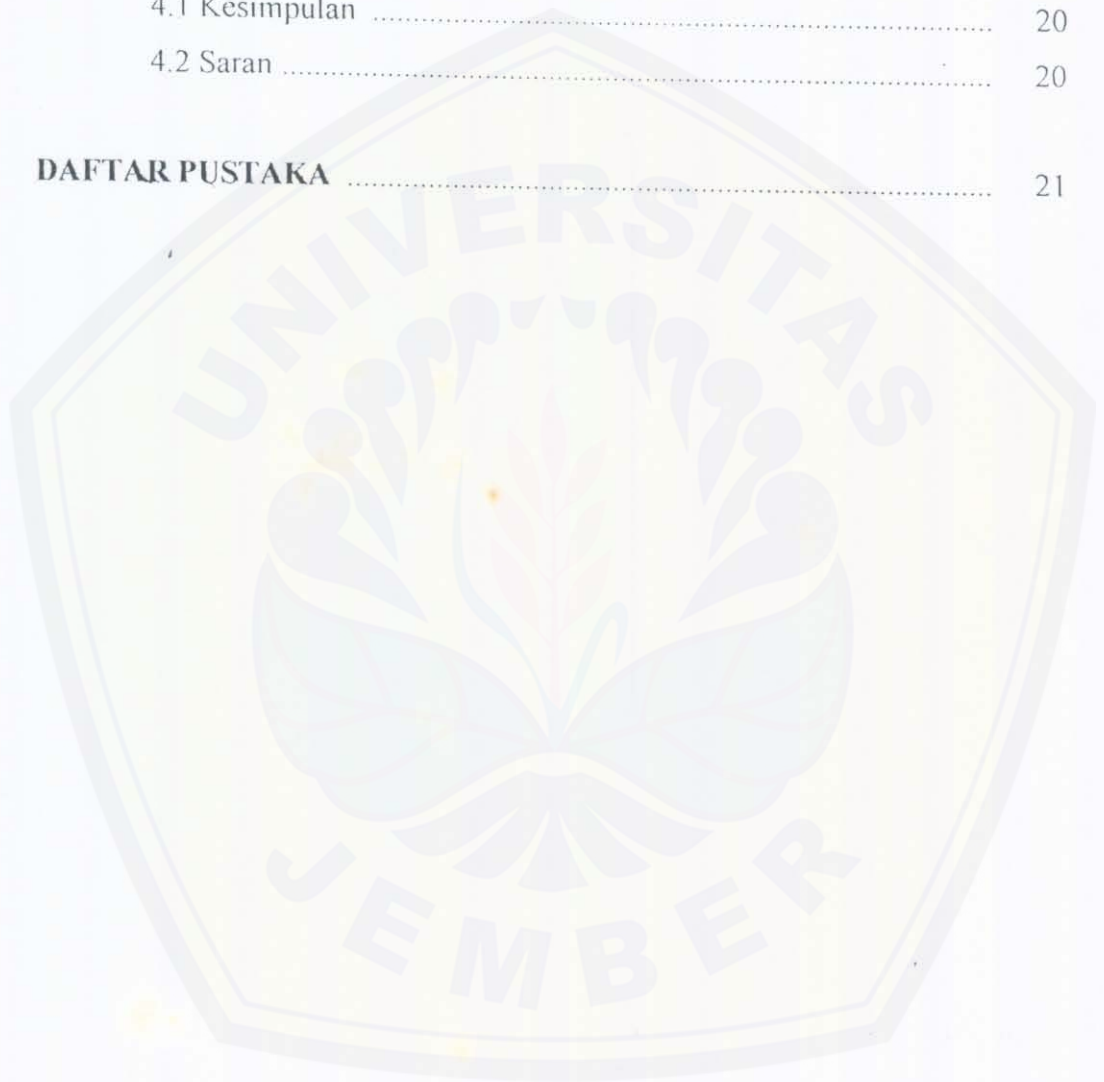 4.1 Kesimpulan ........................................ 20
4.2 Saran ........................................ 20
DAFTAR PUSTAKA ........................................ 21
UNIVERSITAS
JEMBER